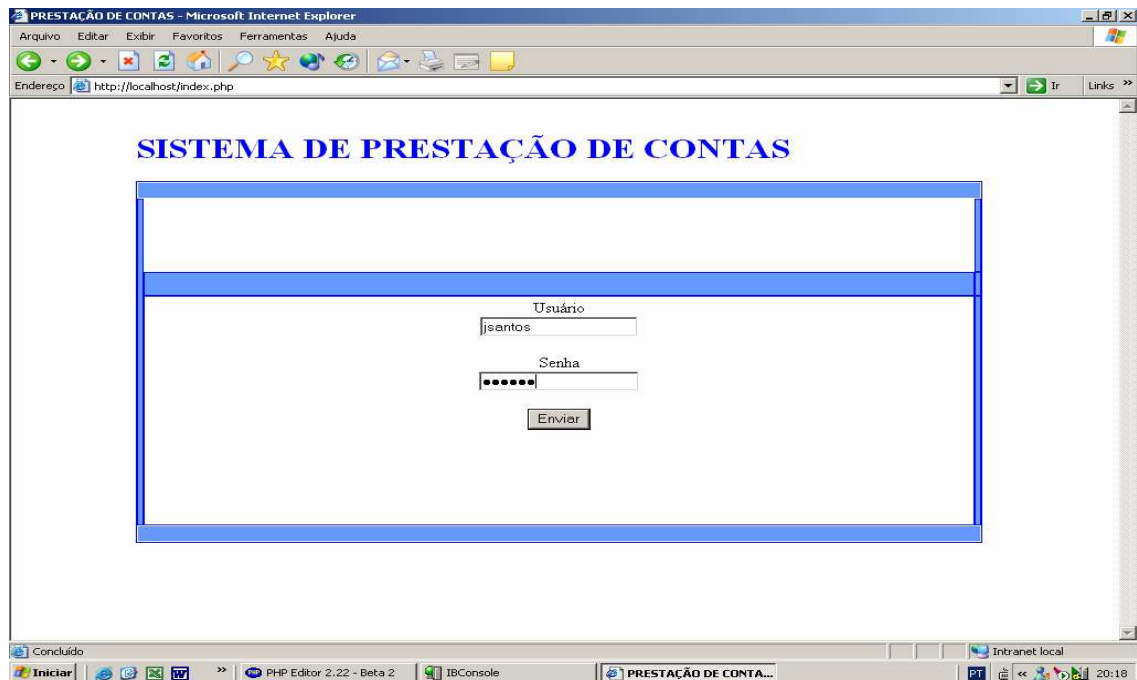 PRESTAÇÃO DE CONTAS - Microsoft Internet Explorer
Arquivo Editar Exibir Favoritos Ferramentas Ajuda
Endereço http://localhost/index.php Ir Links »
SISTEMA DE PRESTAÇÃO DE CONTAS
Usuário
jsantos
Senha
••••••
Enviar
Concluído Intranet local
Iniciar » PHP Editor 2.22 - Beta 2 IBConsole PRESTAÇÃO DE CONTA... PT « 20:18